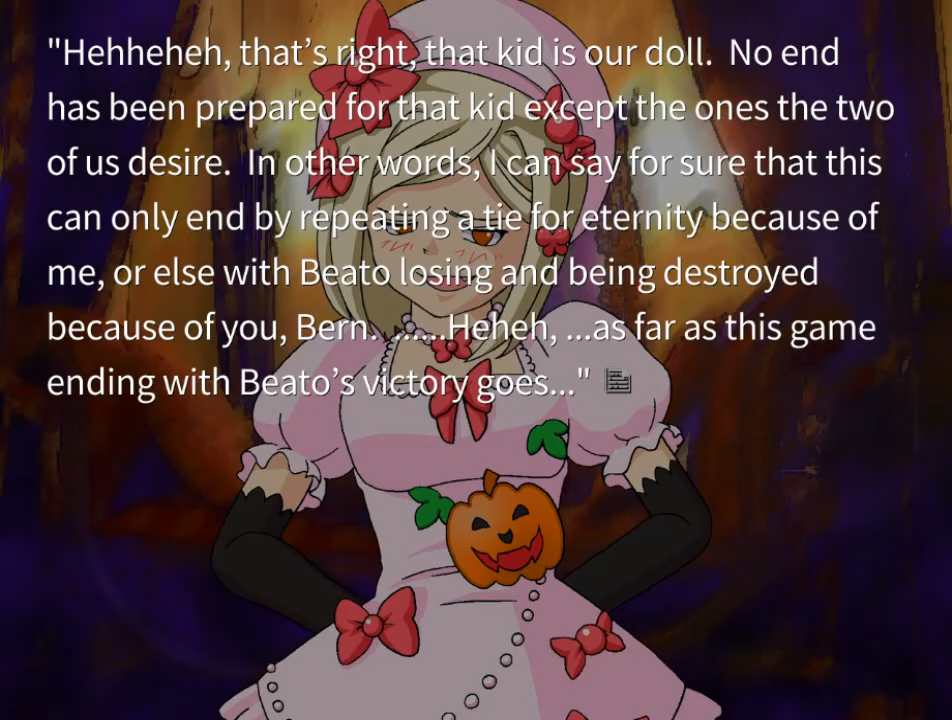 "Hehheheh, that’s right, that kid is our doll.  No end
has been prepared for that kid except the ones the two
of us desire.  In other words, I can say for sure that this
can only end by repeating a tie for eternity because of
me, or else with Beato losing and being destroyed
because of you, Bern.  ......Heheh, ...as far as this game
ending with Beato’s victory goes..."